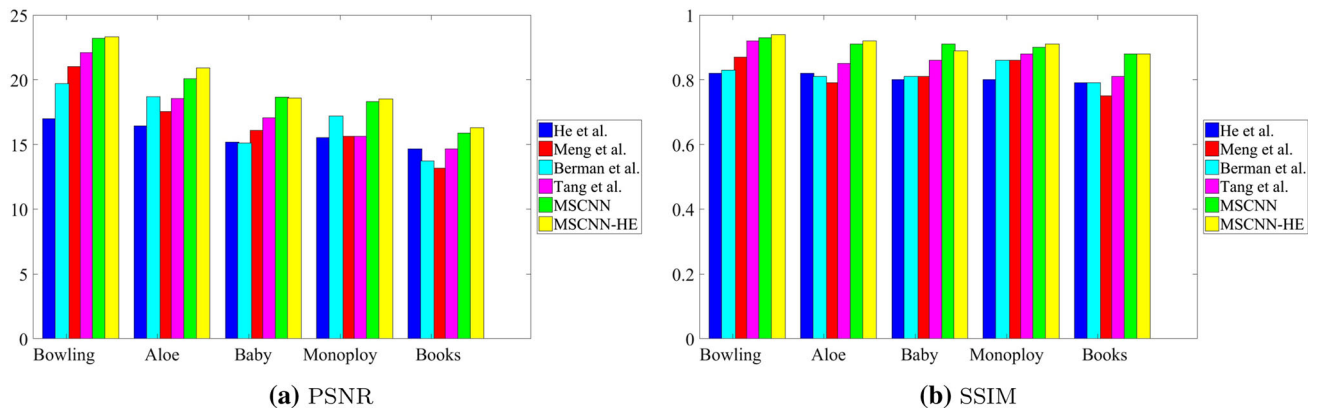 25
20
15
10
5
0
Bowling
Aloe
Baby
Monoploy
Books
He et al.
Meng et al.
Berman et al.
Tang et al.
MSCNN
MSCNN-HE
(a) PSNR
1
0.8
0.6
0.4
0.2
0
Bowling
Aloe
Baby
Monoploy
Books
He et al.
Meng et al.
Berman et al.
Tang et al.
MSCNN
MSCNN-HE
(b) SSIM